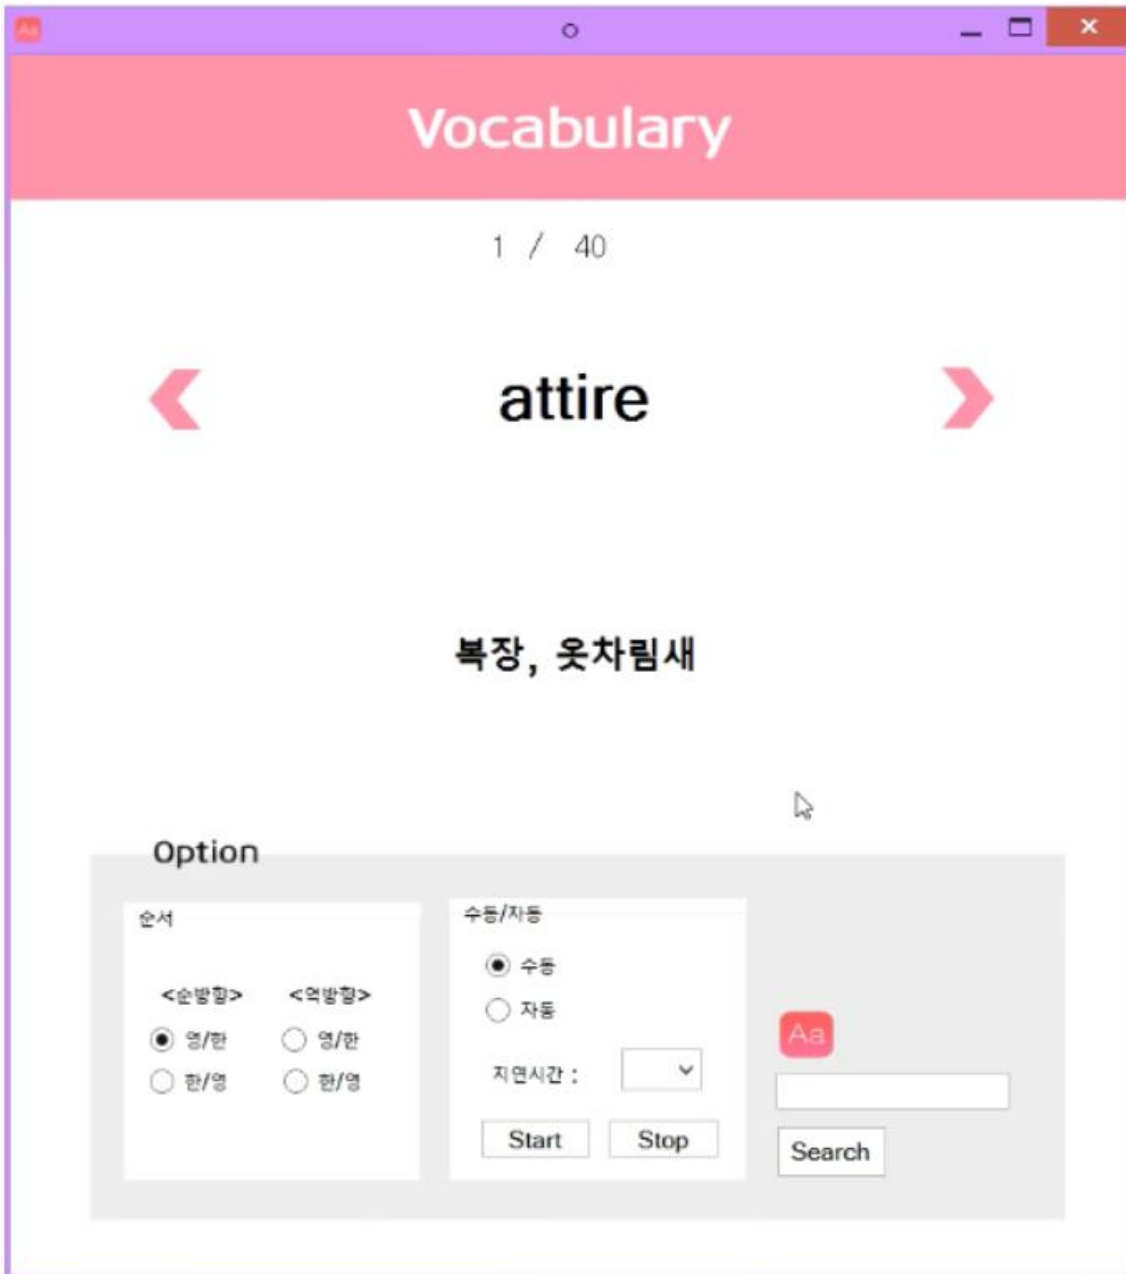 Aa
Vocabulary
1 / 40
attire
복장, 옷차림새
Option
순서
<순방향> <역방향>
영/한 영/한
한/영 한/영
수동/자동
수동
자동
지연시간 :
Start Stop
Aa
Search